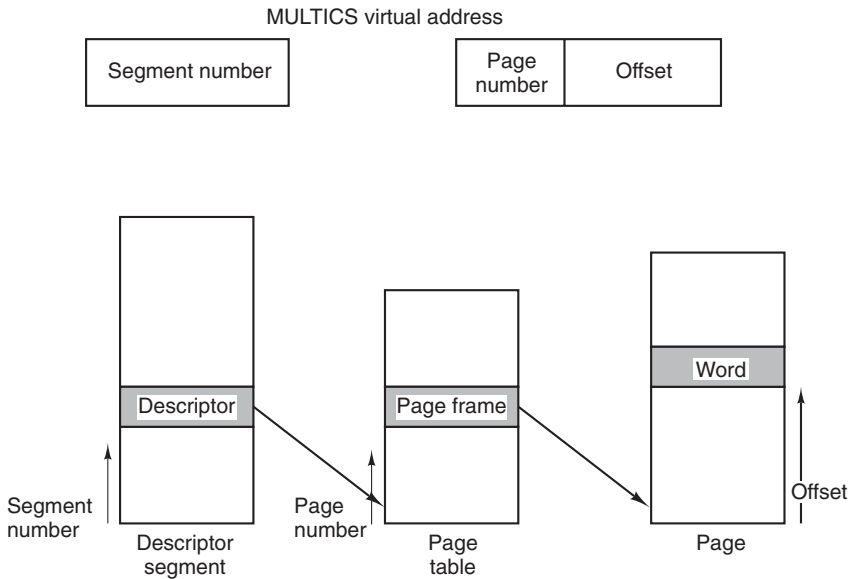 MULTICS virtual address
Segment number
Page
number
Offset
Descriptor
Page frame
Word
Segment
number
Page
number
Offset
Descriptor
segment
Page
table
Page